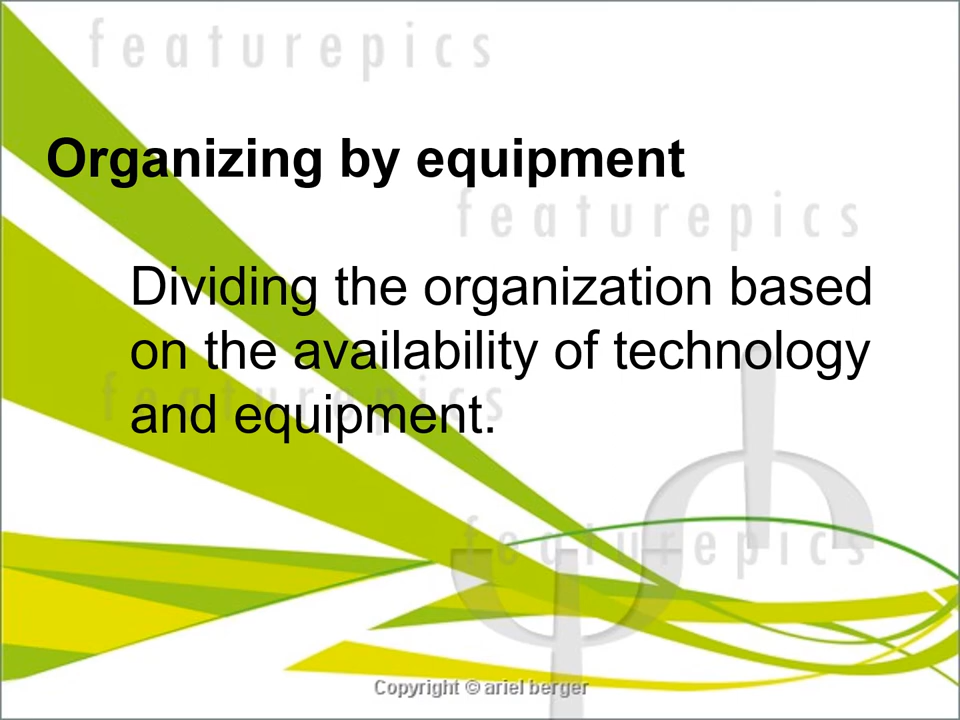 featurepics
Organizing by equipment
featurepics
Dividing the organization based
on the availability of technology
featurepics
and equipment.
featurepics
Copyright © ariel berger